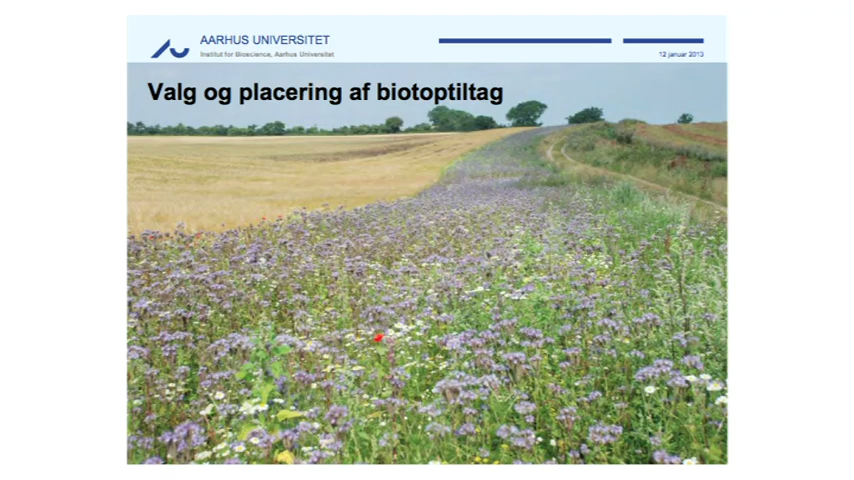 AARHUS UNIVERSITET
Institut for Bioscience, Aarhus Universitet
12 januar 2013
Valg og placering af biotoptiltag